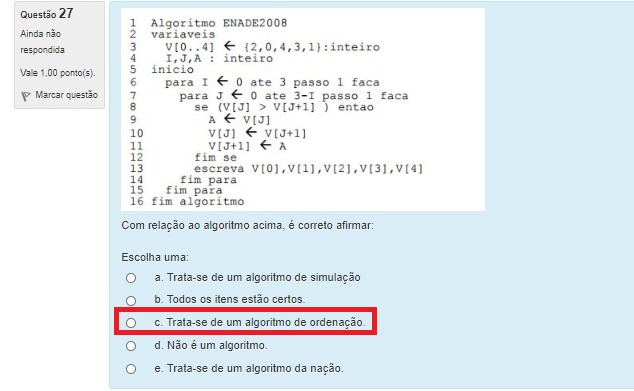 Questão 27
Ainda não
respondida
Vale 1,00 ponto(s).
Marcar questão
1 Algoritmo ENADE2008
2 variaveis
3 V[0..4] ← {2,0,4,3,1}:inteiro
4 I,J,A : inteiro
5 inicio
6 para I ← 0 ate 3 passo 1 faca
7 para J ← 0 ate 3-I passo 1 faca
8 se (V[J] > V[J+1] ) entao
9 A ← V[J]
10 V[J] ← V[J+1]
11 V[J+1] ← A
12 fim se
13 escreva V[0],V[1],V[2],V[3],V[4]
14 fim para
15 fim para
16 fim algoritmo
Com relação ao algoritmo acima, é correto afirmar:
Escolha uma:
a. Trata-se de um algoritmo de simulação
b. Todos os itens estão certos.
c. Trata-se de um algoritmo de ordenação.
d. Não é um algoritmo.
e. Trata-se de um algoritmo da nação.